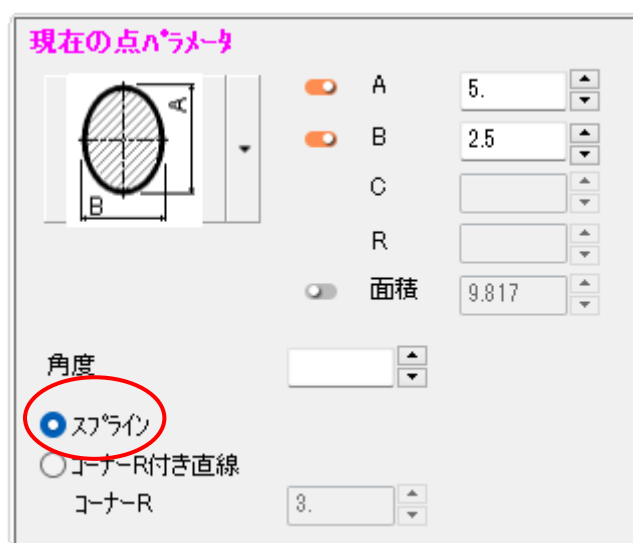 現在の点ﾊﾟﾗﾒｰﾀ
A
B
A 5.
B 2.5
C
R
面積 9.817
角度
ｽﾌﾟﾗｲﾝ
ｺｰﾅｰR付き直線
ｺｰﾅｰR 3.